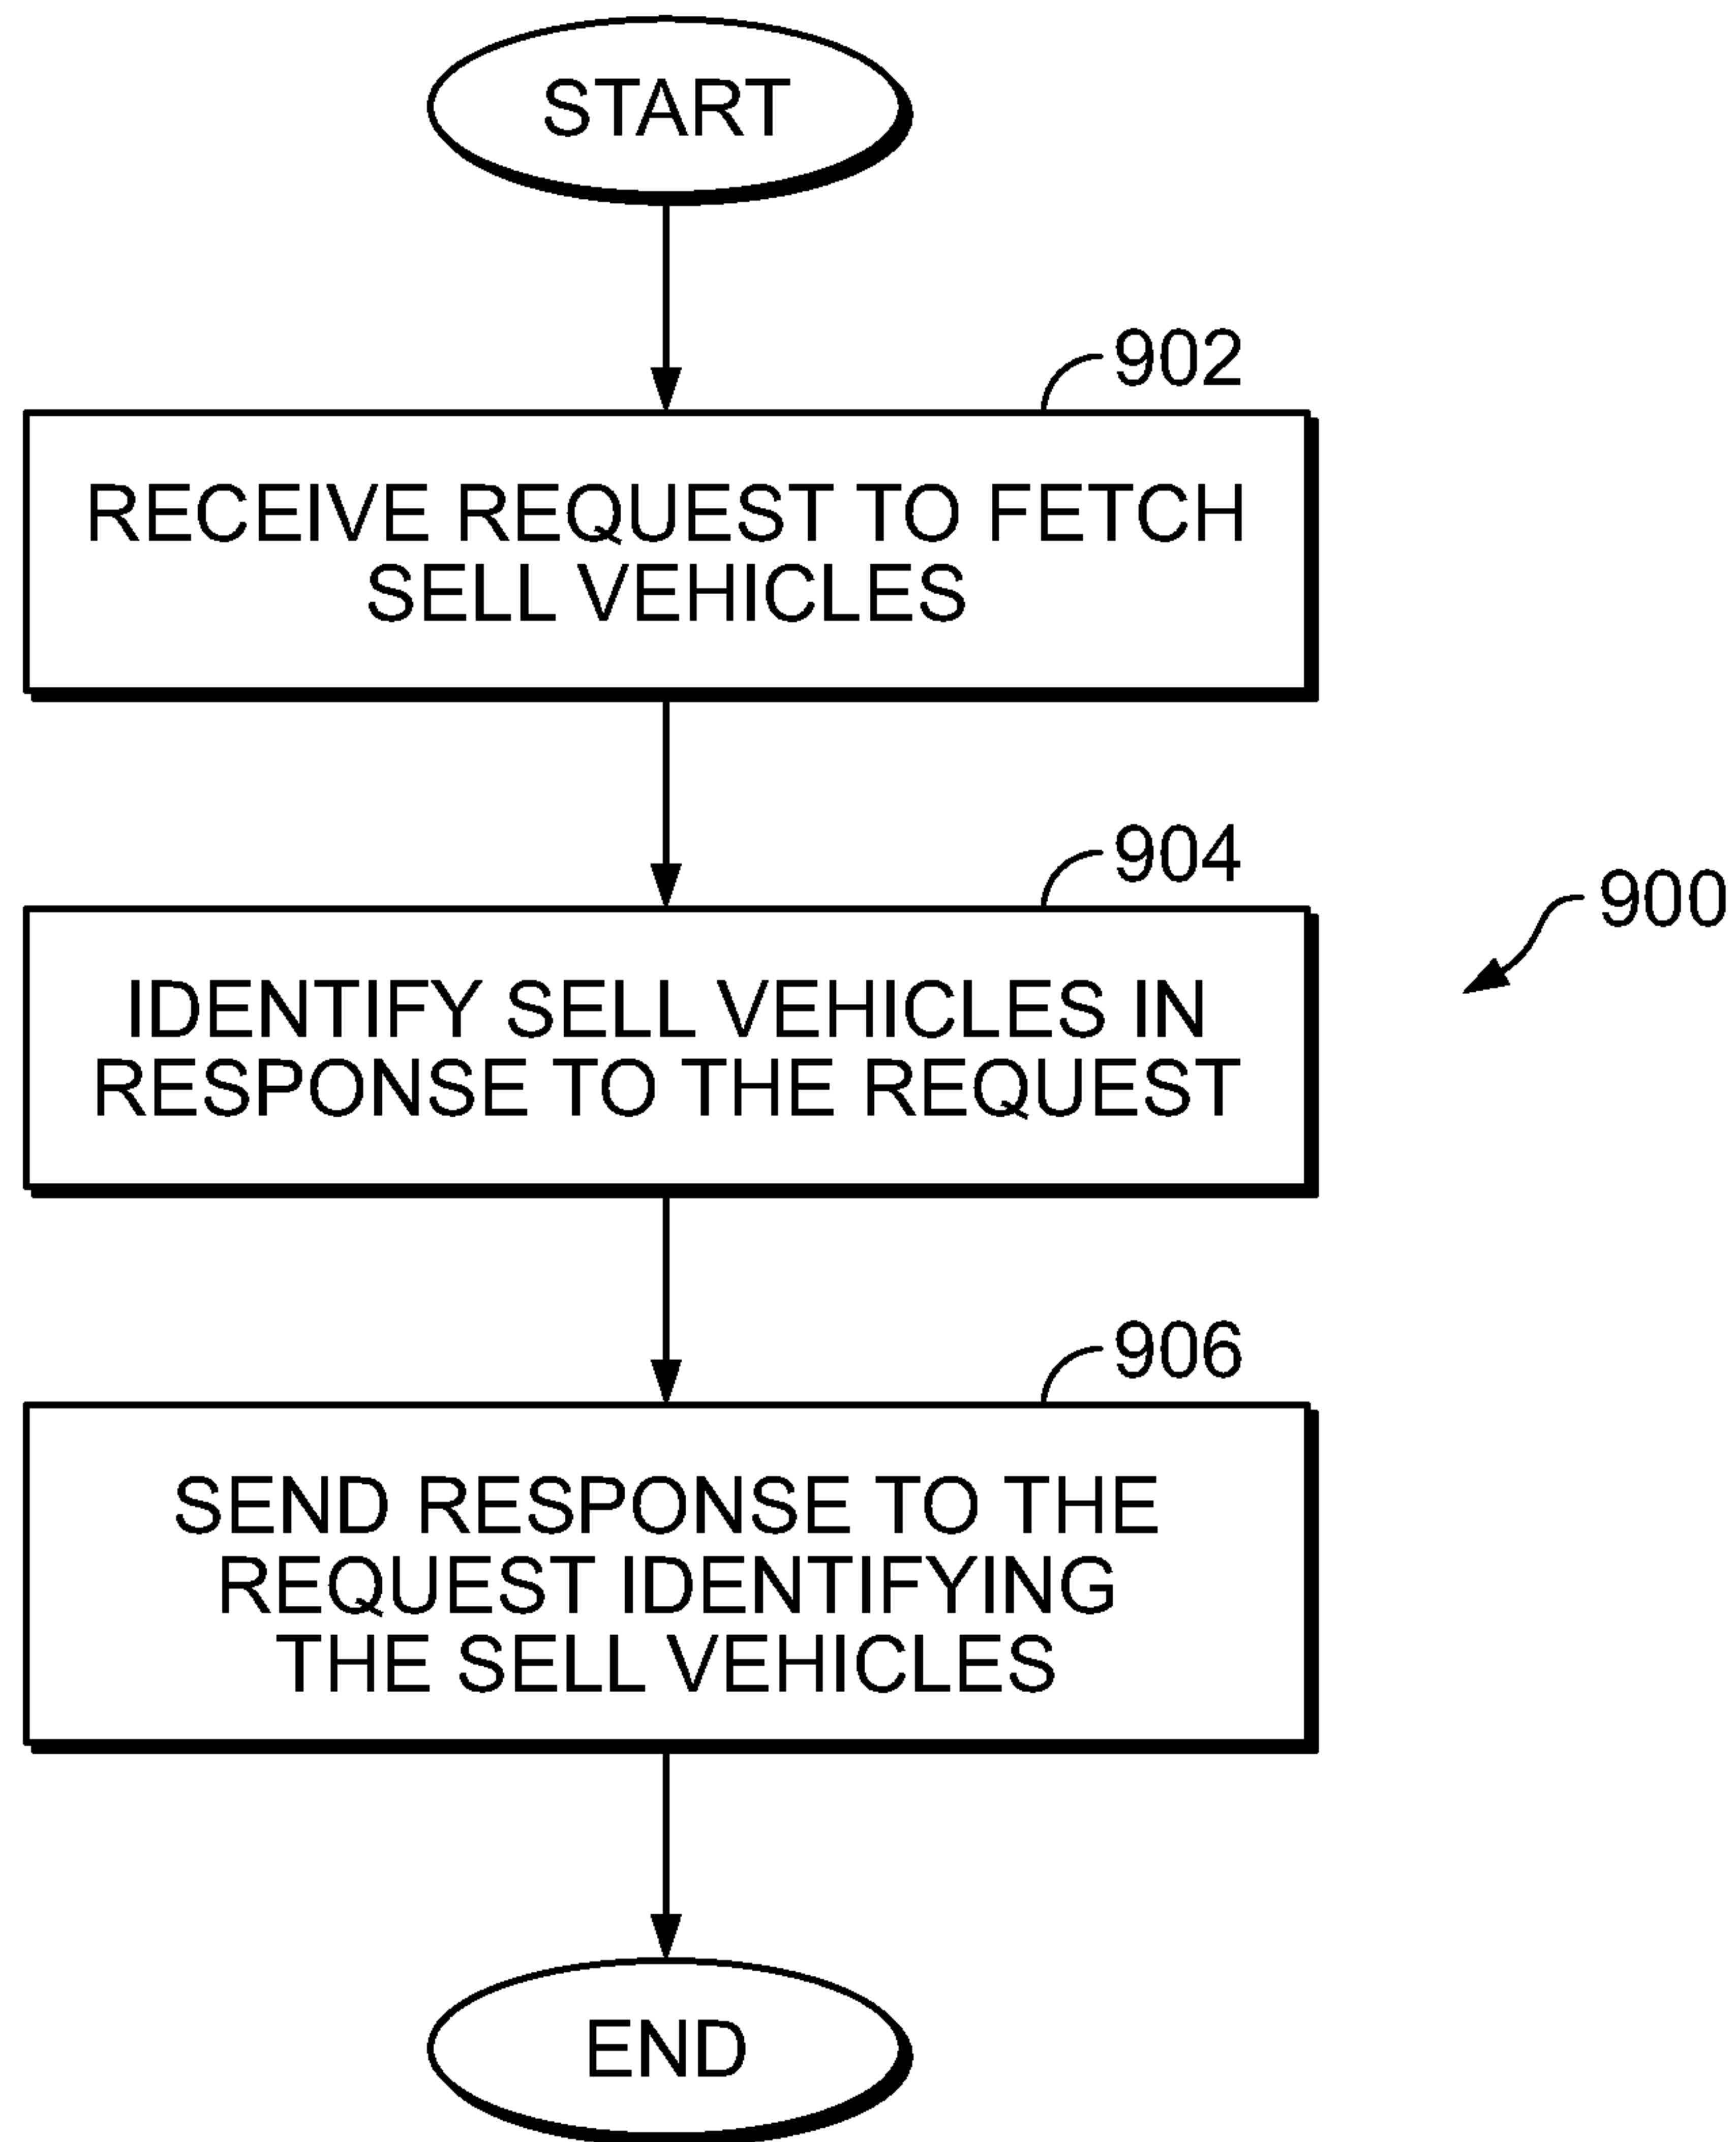 START
902
RECEIVE REQUEST TO FETCH
SELL VEHICLES
904
900
IDENTIFY SELL VEHICLES IN
RESPONSE TO THE REQUEST
906
SEND RESPONSE TO THE
REQUEST IDENTIFYING
THE SELL VEHICLES
END